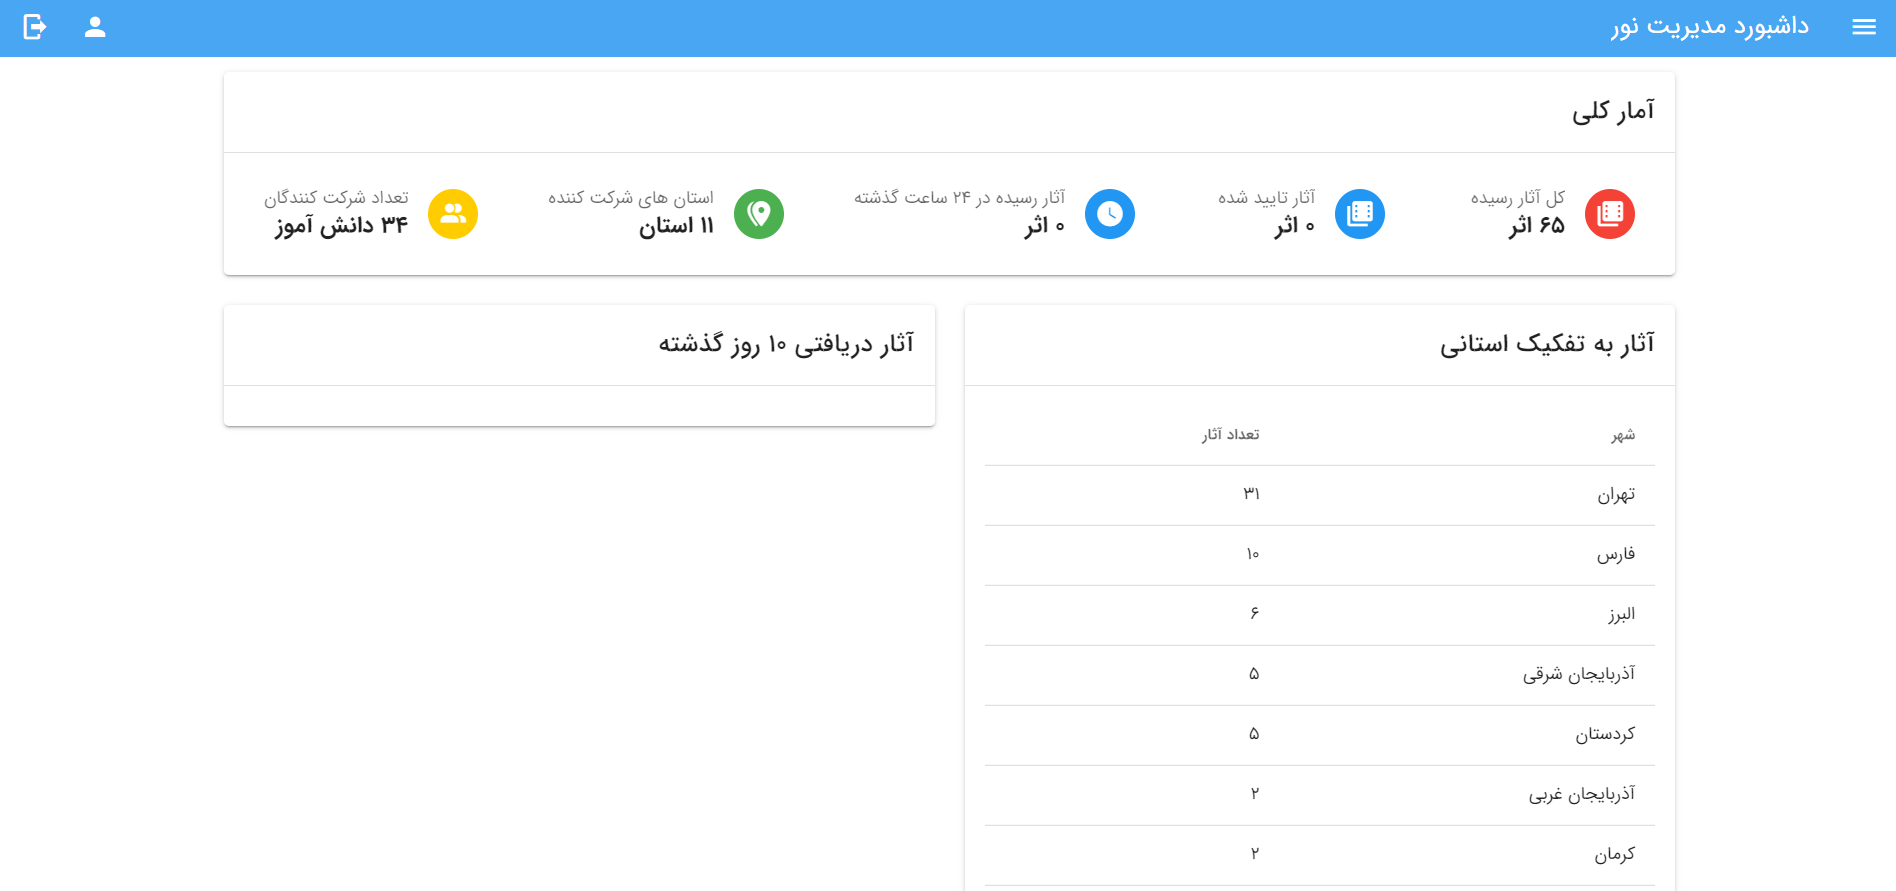 داشبورد مدیریت نور
آمار کلی
کل آثار رسیده
۶۵ اثر
آثار تایید شده
۰ اثر
آثار رسیده در ۲۴ ساعت گذشته
۰ اثر
استان های شرکت کننده
۱۱ استان
تعداد شرکت کنندگان
۳۴ دانش آموز
آثار به تفکیک استانی
شهر تعداد آثار
تهران ۳۱
فارس ۱۰
البرز ۶
آذربایجان شرقی ۵
کردستان ۵
آذربایجان غربی ۲
کرمان ۲
آثار دریافتی ۱۰ روز گذشته